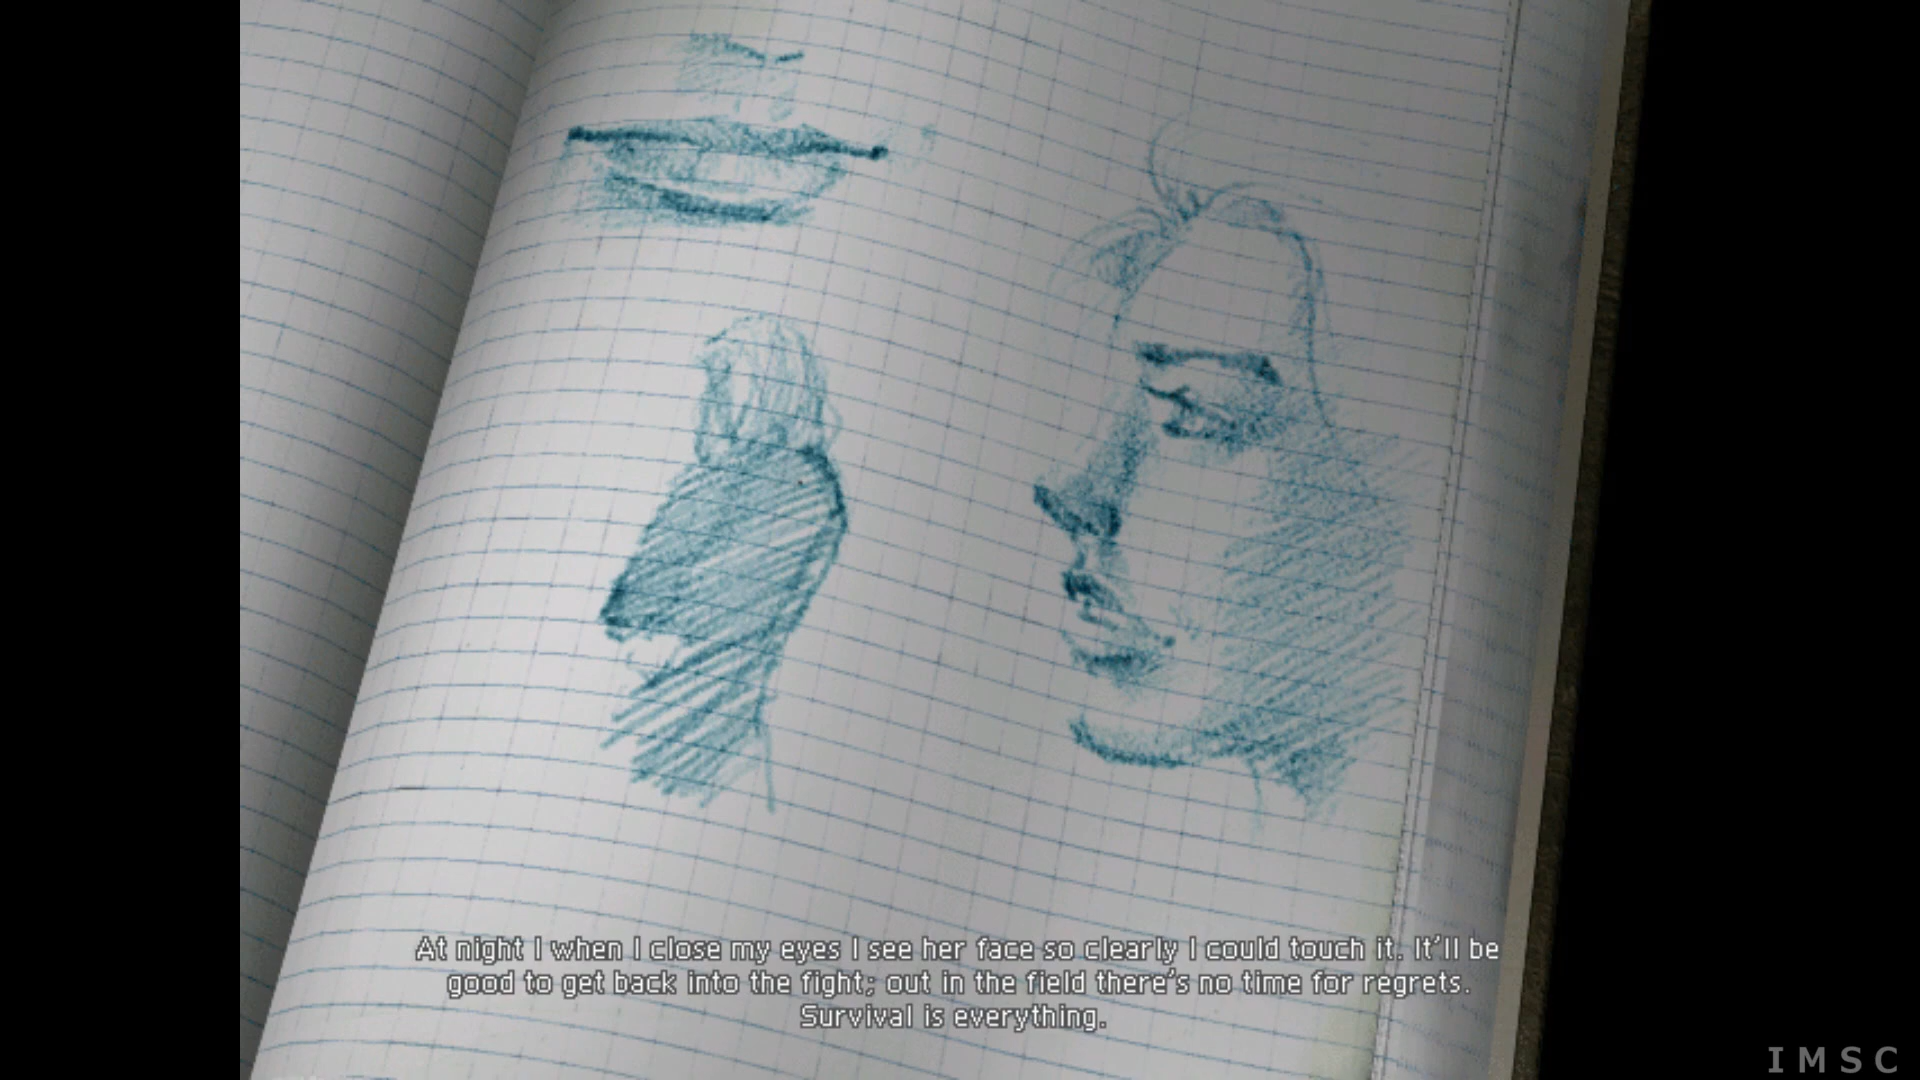 At night I when I close my eyes I see her face so clearly I could touch it. It'll be
good to get back into the fight; out in the field there's no time for regrets.
Survival is everything.
IMSC